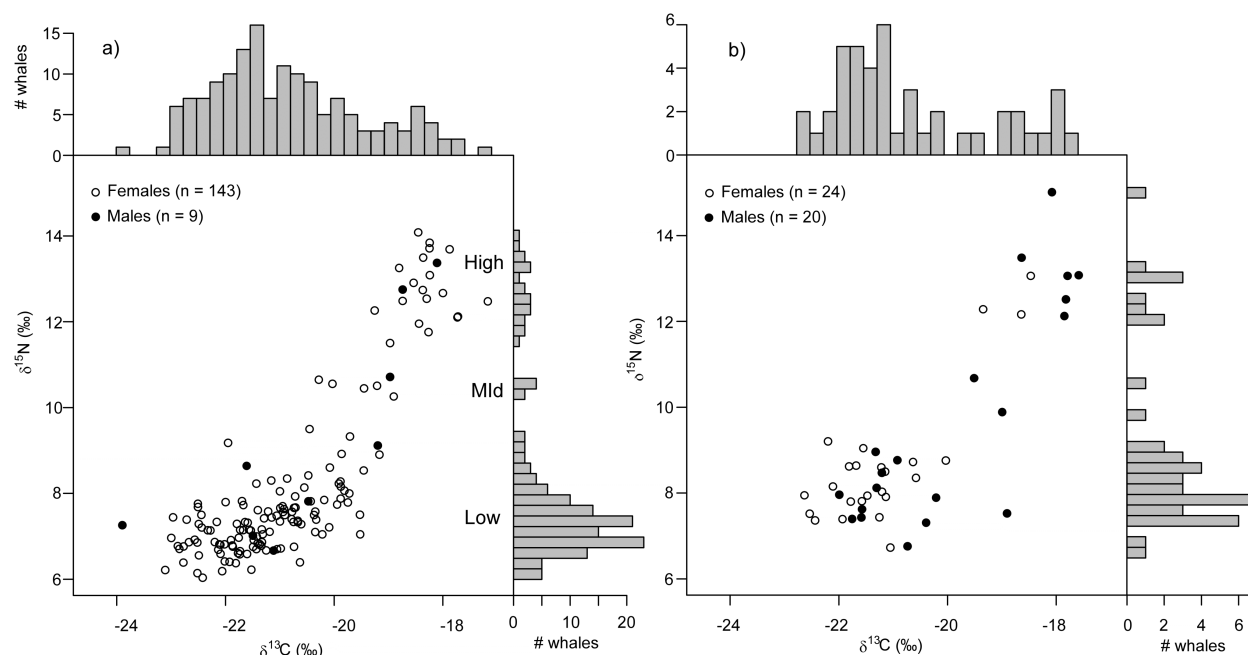 a)
# whales
15
10
5
0
Females (n = 143)
Males (n = 9)
δ15N (‰)
14
12
10
8
6
High
MId
Low
-24 -22 -20 -18
δ13C (‰)
0 10 20
# whales
b)
6
4
2
0
Females (n = 24)
Males (n = 20)
δ15N (‰)
14
12
10
8
6
-24 -22 -20 -18
δ13C (‰)
0 2 4 6
# whales